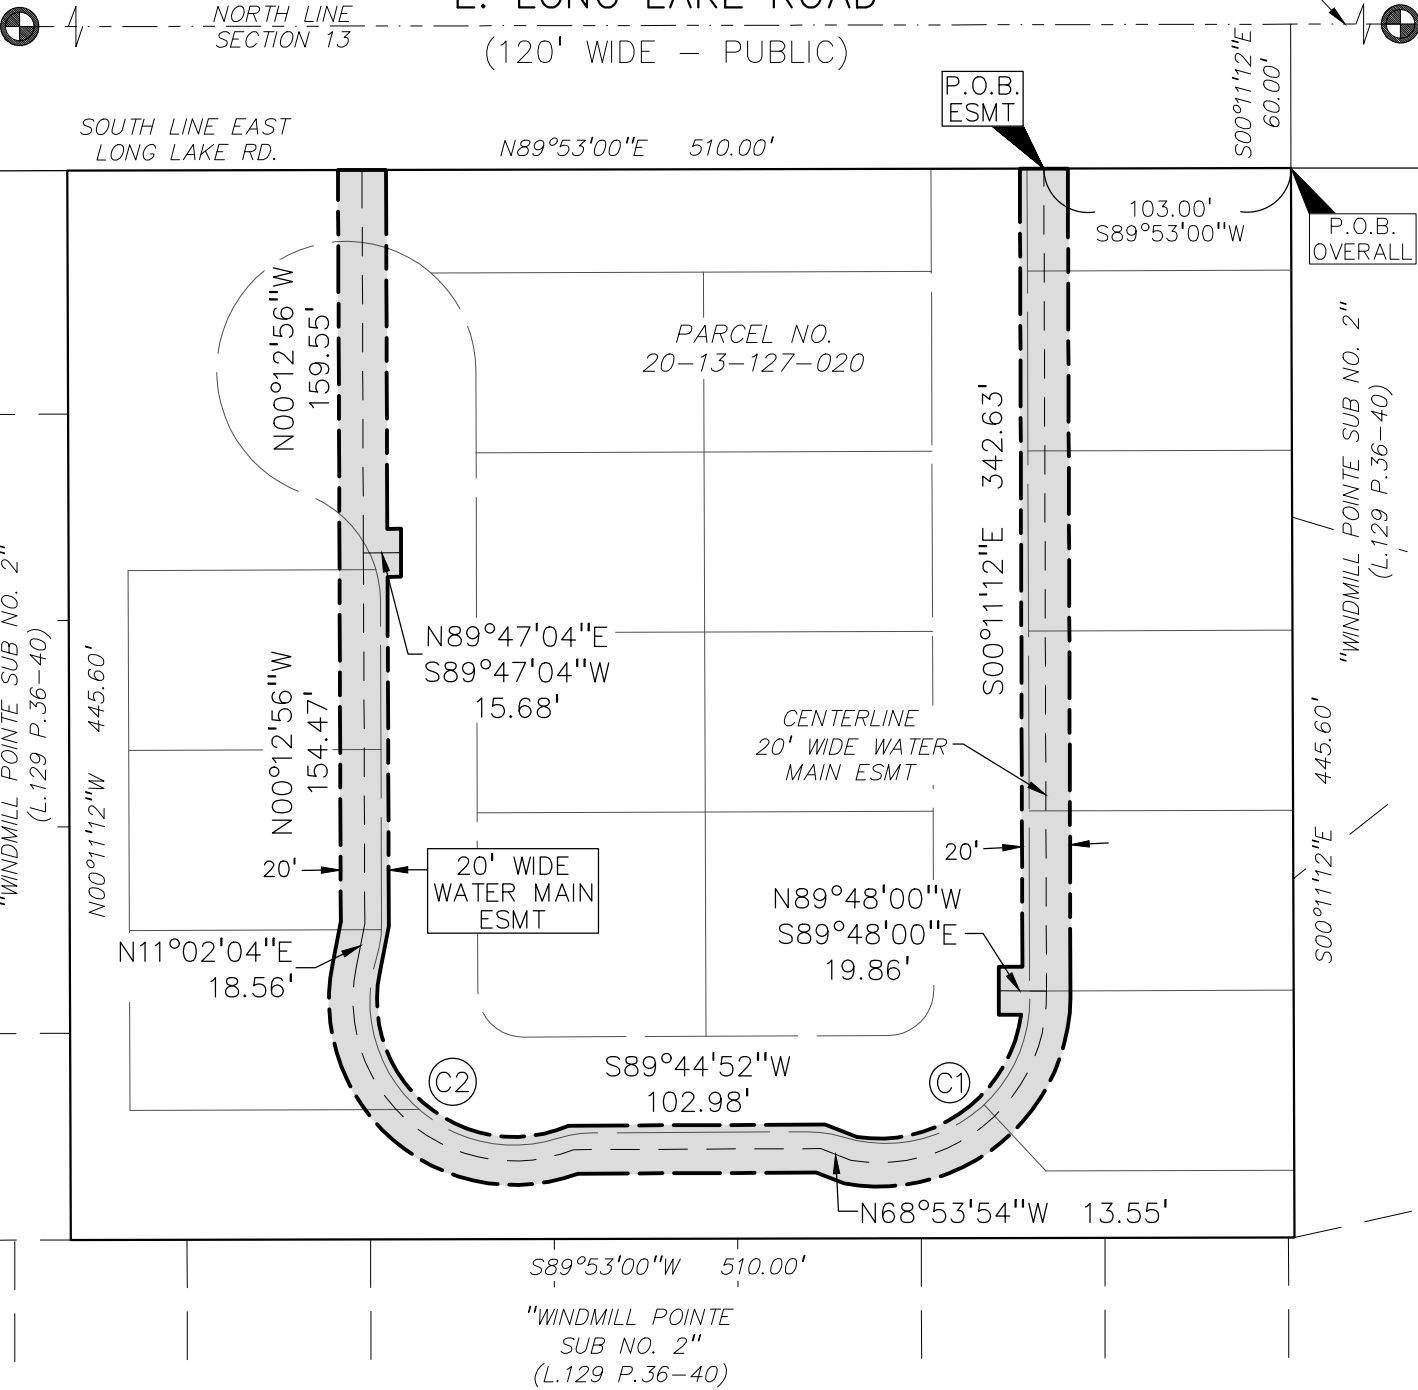 E. LONG LAKE ROAD
(120' WIDE – PUBLIC)
NORTH LINE
SECTION 13
S00°11'12"E
60.00'
P.O.B.
ESMT
SOUTH LINE EAST
LONG LAKE RD.
N89°53'00"E 510.00'
103.00'
S89°53'00"W
P.O.B.
OVERALL
N00°12'56"W
159.55'
PARCEL NO.
20-13-127-020
S00°11'12"E 342.63'
"WINDMILL POINTE SUB NO. 2"
(L.129 P.36-40)
"WINDMILL POINTE SUB NO. 2"
(L.129 P.36-40)
N00°11'12"W 445.60'
N89°47'04"E
S89°47'04"W
15.68'
N00°12'56"W
154.47'
CENTERLINE
20' WIDE WATER
MAIN ESMT
S00°11'12"E 445.60'
20'
20' WIDE
WATER MAIN
ESMT
20'
N89°48'00"W
S89°48'00"E
19.86'
N11°02'04"E
18.56'
C2
S89°44'52"W
102.98'
C1
N68°53'54"W 13.55'
S89°53'00"W 510.00'
"WINDMILL POINTE
SUB NO. 2"
(L.129 P.36-40)